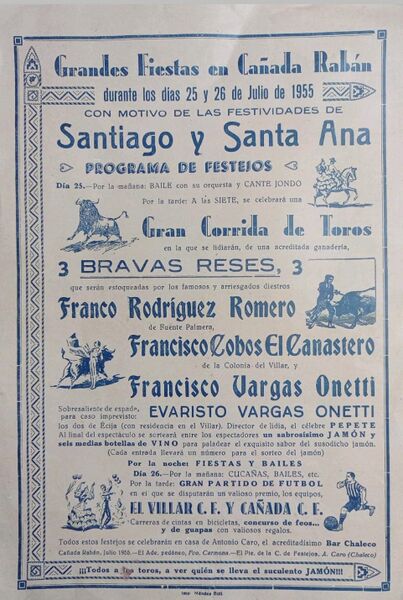 Grandes Fiestas en Cañada Rabán
durante los días 25 y 26 de Julio de 1955
CON MOTIVO DE LAS FESTIVIDADES DE
Santiago y Santa Ana
PROGRAMA DE FESTEJOS
Día 25.—Por la mañana: BAILE con su orquesta y CANTE JONDO
Por la tarde: A las SIETE, se celebrará una
Gran Corrida de Toros
en la que se lidiarán, de una acreditada ganadería,
3 BRAVAS RESES, 3
que serán estoqueadas por los famosos y arriesgados diestros
Franco Rodríguez Romero
de Fuente Palmera,
Francisco Cobos El Canastero
de la Colonia del Villar, y
Francisco Vargas Onetti
Sobresaliente de espada,
para caso imprevisto: EVARISTO VARGAS ONETTI
los dos de Écija (con residencia en el Villar). Director de lidia, el célebre PEPETE
Al final del espectáculo se sorteará entre los espectadores un sabrosísimo JAMÓN y
seis medias botellas de VINO para paladear el exquisito sabor del susodicho jamón.
(Cada entrada llevará un número para el sorteo del jamón)
Por la noche: FIESTAS Y BAILES
Día 26.—Por la mañana: CUCAÑAS, BAILES, etc.
Por la tarde: GRAN PARTIDO DE FUTBOL
en el que se disputarán un valioso premio, los equipos,
EL VILLAR C. F. Y CAÑADA C. F.
Carreras de cintas en bicicletas, concurso de feos...
y de guapas con valiosos regalos.
Todos estos festejos se celebrarán en casa de Antonio Caro, el acreditadísimo Bar Chaleco
Cañada Rabán, Julio 1955.—El Ade. pedáneo, Fco. Carmona.—El Pte. de la C. de Festejos, A. Caro (Chaleco)
¡¡¡Todos a los toros, a ver quién se lleva el suculento JAMÓN!!!
Imp. Méndez